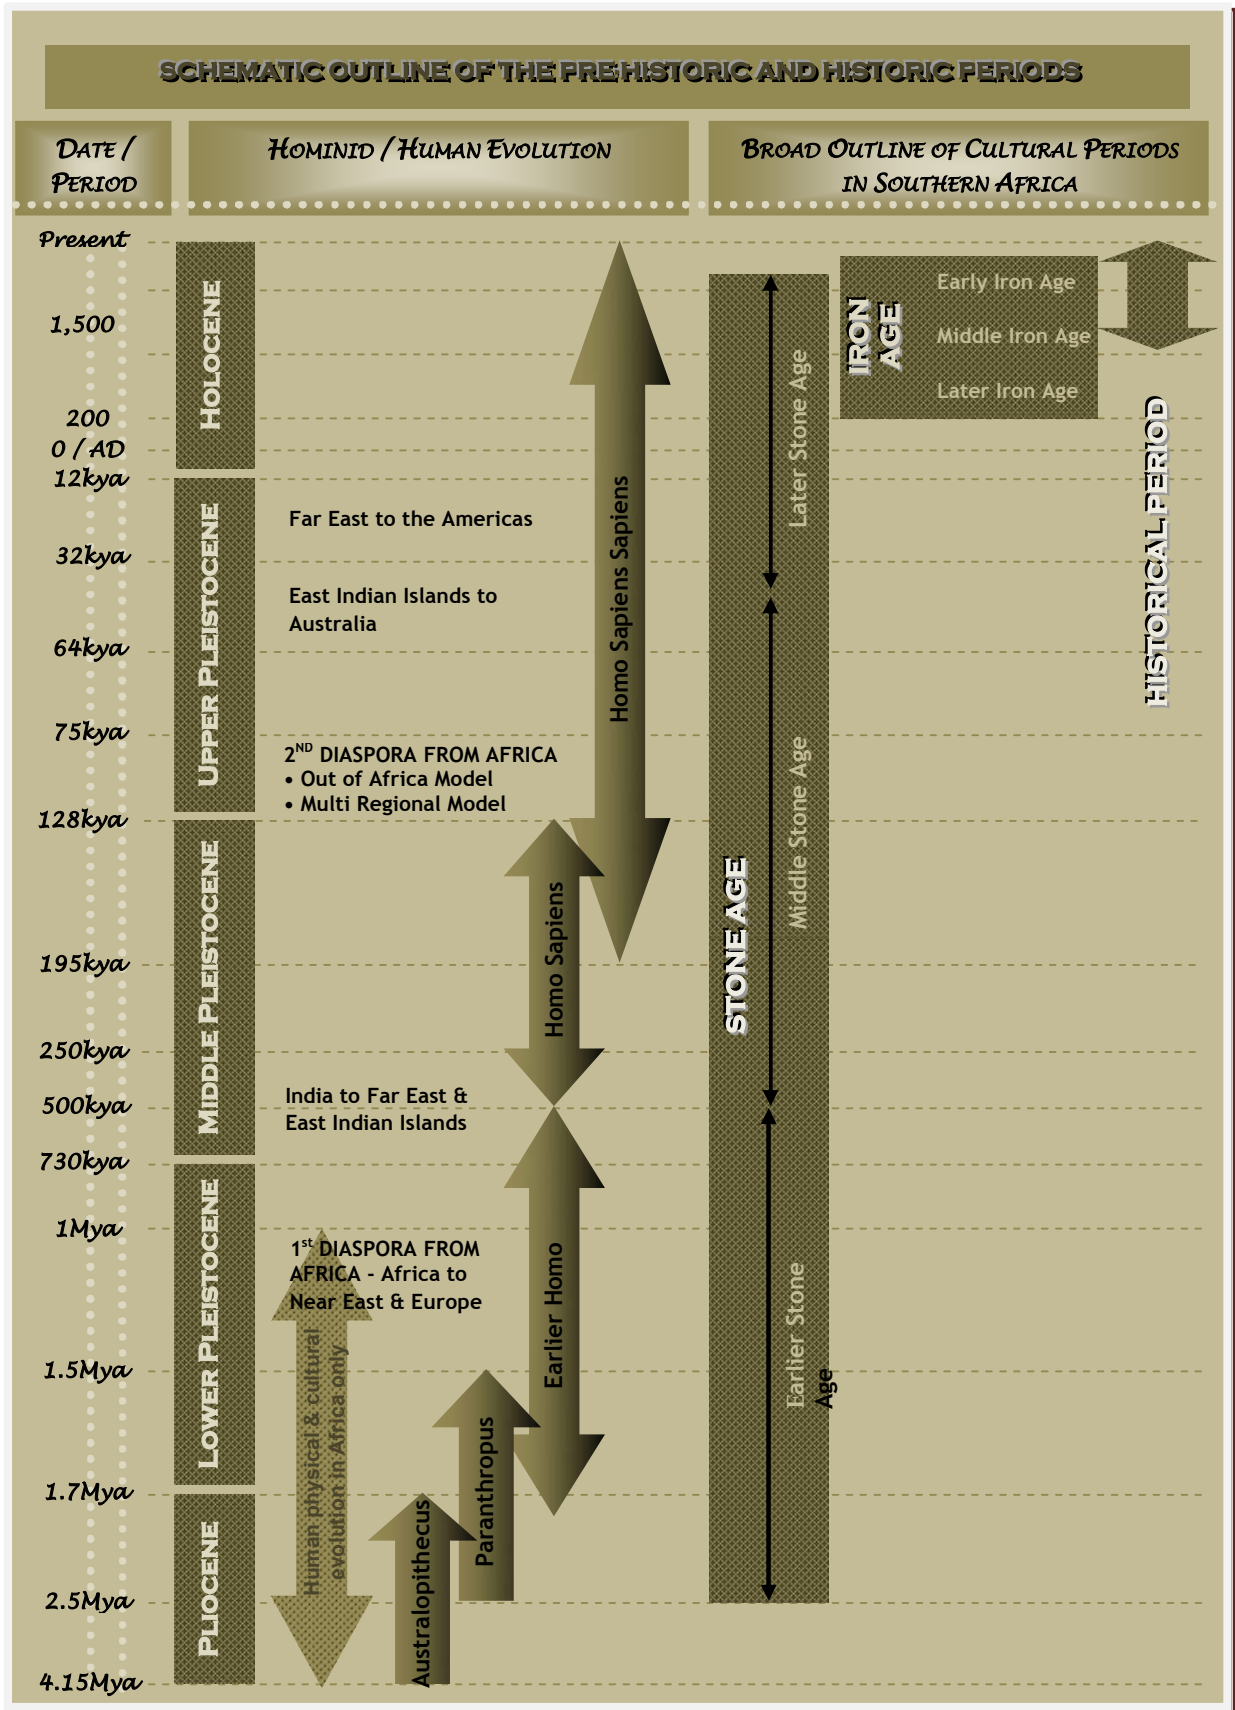 SCHEMATIC OUTLINE OF THE PREHISTORIC AND HISTORIC PERIODS
DATE /
PERIOD
HOMINID / HUMAN EVOLUTION
BROAD OUTLINE OF CULTURAL PERIODS
IN SOUTHERN AFRICA
Present
1,500
200
0 / AD
12kya
32kya
64kya
75kya
128kya
195kya
250kya
500kya
730kya
1Mya
1.5Mya
1.7Mya
2.5Mya
4.15Mya
HOLOCENE
UPPER PLEISTOCENE
MIDDLE PLEISTOCENE
LOWER PLEISTOCENE
PLIOCENE
Far East to the Americas
East Indian Islands to
Australia
2ND DIASPORA FROM AFRICA
• Out of Africa Model
• Multi Regional Model
India to Far East &
East Indian Islands
1st DIASPORA FROM
AFRICA - Africa to
Near East & Europe
Human physical & cultural
evolution in Africa only
Australopithecus
Paranthropus
Earlier Homo
Homo Sapiens
Homo Sapiens Sapiens
STONE AGE
Later Stone Age
Middle Stone Age
Earlier Stone
Age
IRON
AGE
Early Iron Age
Middle Iron Age
Later Iron Age
HISTORICAL PERIOD